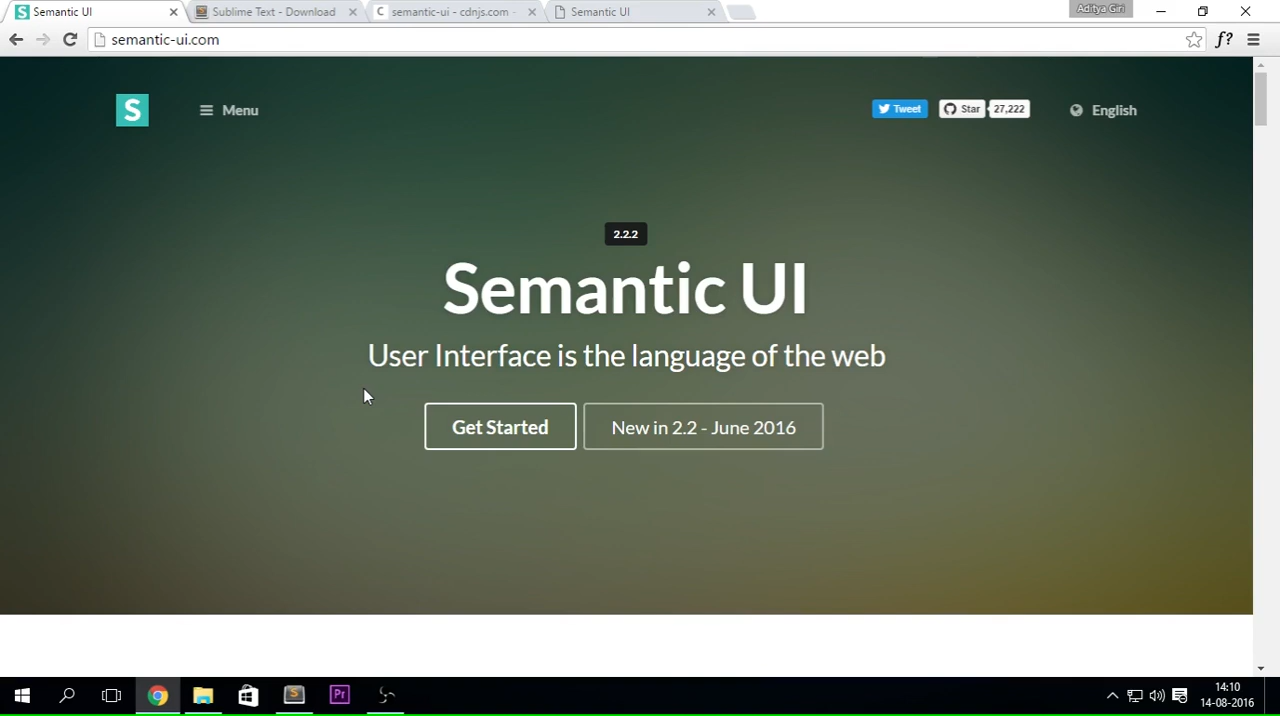 Semantic UI
Sublime Text - Download
semantic-ui - cdnjs.com -
Semantic UI
Aditya Giri
semantic-ui.com
f?
S
Menu
Tweet
Star
27,222
English
2.2.2
Semantic UI
User Interface is the language of the web
Get Started
New in 2.2 - June 2016
Pr
14:10
14-08-2016